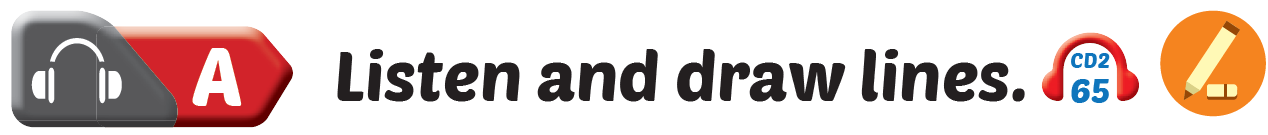 A Listen and draw lines. CD2
65